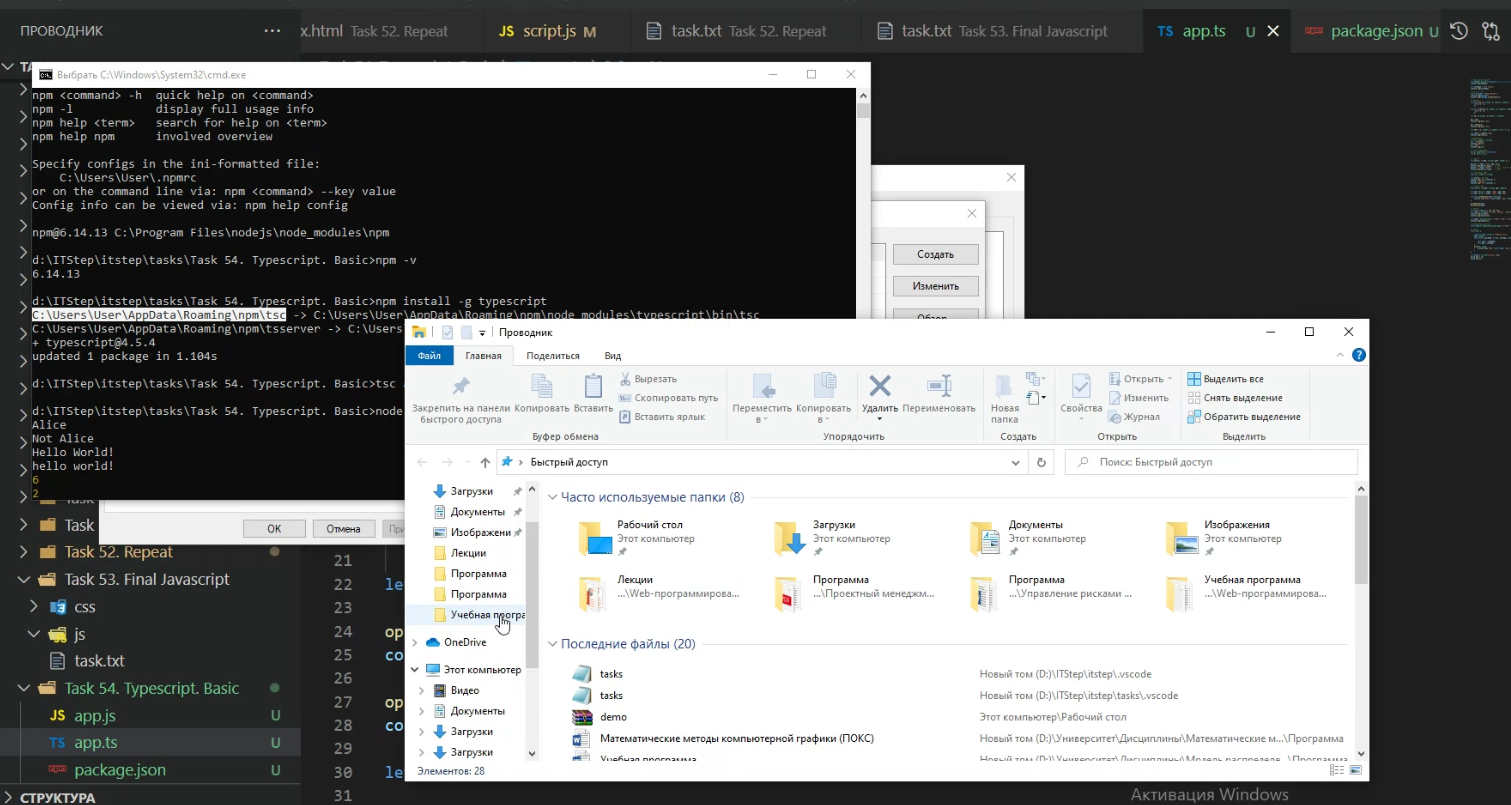 ПРОВОДНИК
x.html Task 52. Repeat
JS script.js M
task.txt Task 52. Repeat
task.txt Task 53. Final Javascript
TS app.ts U
package.json U
Выбрать C:\Windows\System32\cmd.exe
npm <command> -h quick help on <command>
npm -l display full usage info
npm help <term> search for help on <term>
npm help npm involved overview
Specify configs in the ini-formatted file:
C:\Users\User\.npmrc
or on the command line via: npm <command> --key value
Config info can be viewed via: npm help config
npm@6.14.13 C:\Program Files\nodejs\node_modules\npm
d:\ITStep\itstep\tasks\Task 54. Typescript. Basic>npm -v
6.14.13
d:\ITStep\itstep\tasks\Task 54. Typescript. Basic>npm install -g typescript
C:\Users\User\AppData\Roaming\npm\tsc -> C:\Users\User\AppData\Roaming\npm\node_modules\typescript\bin\tsc
C:\Users\User\AppData\Roaming\npm\tsserver -> C:\Users
+ typescript@4.5.4
updated 1 package in 1.104s
d:\ITStep\itstep\tasks\Task 54. Typescript. Basic>tsc
d:\ITStep\itstep\tasks\Task 54. Typescript. Basic>node
Alice
Not Alice
Hello World!
hello world!
6
2
Создать
Изменить
Обзор
OK
Отмена
При
Task
Task 52. Repeat
Task 53. Final Javascript
css
js
task.txt
Task 54. Typescript. Basic
JS app.js U
TS app.ts U
package.json U
СТРУКТУРА
21
22 le
23
24 op
25 co
26
27 op
28 co
29
30 le
31
Проводник
Файл Главная Поделиться Вид
Закрепить на панели быстрого доступа
Копировать
Вставить
Вырезать
Скопировать путь
Вставить ярлык
Буфер обмена
Переместить в
Копировать в
Удалить
Переименовать
Упорядочить
Новая папка
Создать
Свойства
Открыть
Изменить
Журнал
Открыть
Выделить все
Снять выделение
Обратить выделение
Выделить
Быстрый доступ
Поиск: Быстрый доступ
Загрузки
Документы
Изображени
Лекции
Программа
Программа
Учебная програ
OneDrive
Этот компьютер
Видео
Документы
Загрузки
Загрузки
Часто используемые папки (8)
Рабочий стол
Этот компьютер
Загрузки
Этот компьютер
Документы
Этот компьютер
Изображения
Этот компьютер
Лекции
...\Web-программирова...
Программа
...\Проектный менеджм...
Программа
...\Управление рисками ...
Учебная программа
...\Web-программирова...
Последние файлы (20)
tasks Новый том (D:)\ITStep\itstep\.vscode
tasks Новый том (D:)\ITStep\itstep\tasks\.vscode
demo Этот компьютер\Рабочий стол
Математические методы компьютерной графики (ПОКС) Новый том (D:)\Университет\Дисциплины\Математические м...\Программа
Учебная программа Новый том (D:)\Университет\Дисциплины\Модель распределе...\Программа
Элементов: 28
Активация Windows